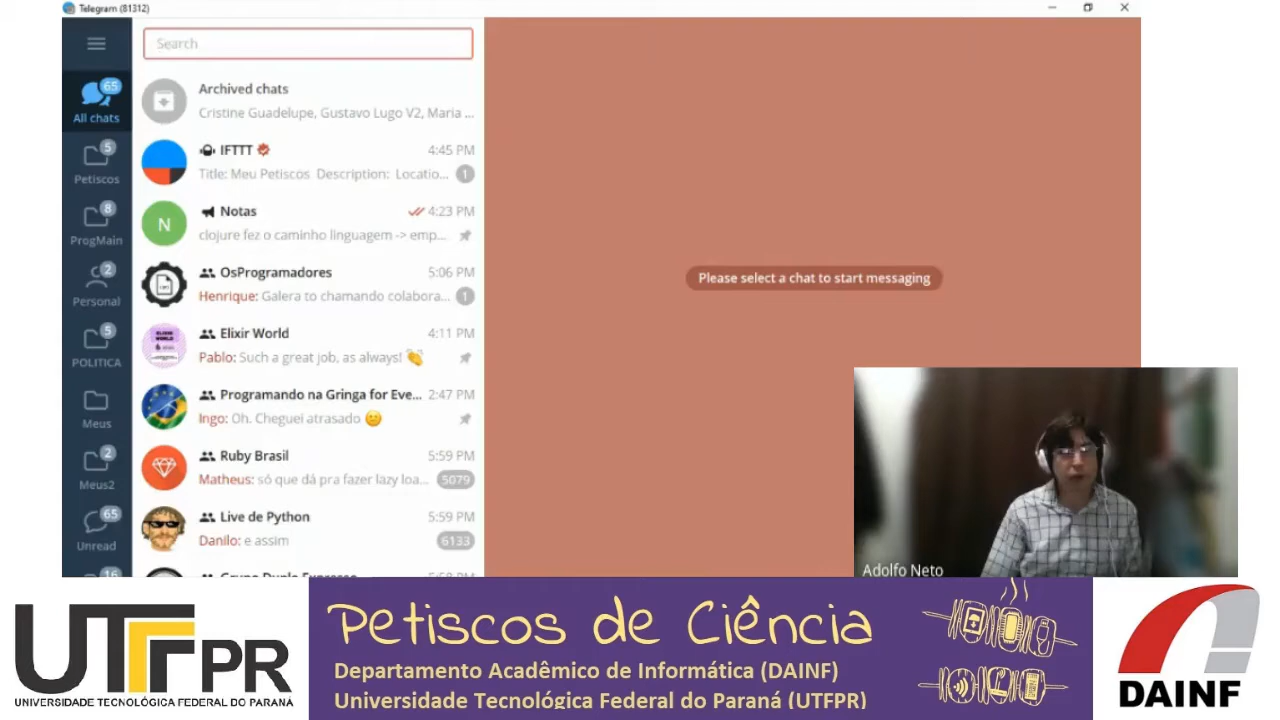 Telegram (81312)
Search
65
All chats
5
Petiscos
8
ProgMain
2
Personal
5
POLITICA
Meus
2
Meus2
65
Unread
16
Archived chats
Cristine Guadelupe, Gustavo Lugo V2, Maria ...
IFTTT 4:45 PM
Title: Meu Petiscos Description: Locatio... 1
N
Notas 4:23 PM
clojure fez o caminho linguagem -> emp...
OsProgramadores 5:06 PM
Henrique: Galera to chamando colabora... 1
ELIXIR
WORLD
Elixir World 4:11 PM
Pablo: Such a great job, as always! 👏
Programando na Gringa for Eve... 2:47 PM
Ingo: Oh. Cheguei atrasado 😊
Ruby Brasil 5:59 PM
Matheus: só que dá pra fazer lazy loa... 5079
Live de Python 5:59 PM
Danilo: e assim 6133
Please select a chat to start messaging
Adolfo Neto
UTFPR
UNIVERSIDADE TECNOLÓGICA FEDERAL DO PARANÁ
Petiscos de Ciência
Departamento Acadêmico de Informática (DAINF)
Universidade Tecnológica Federal do Paraná (UTFPR)
DAINF